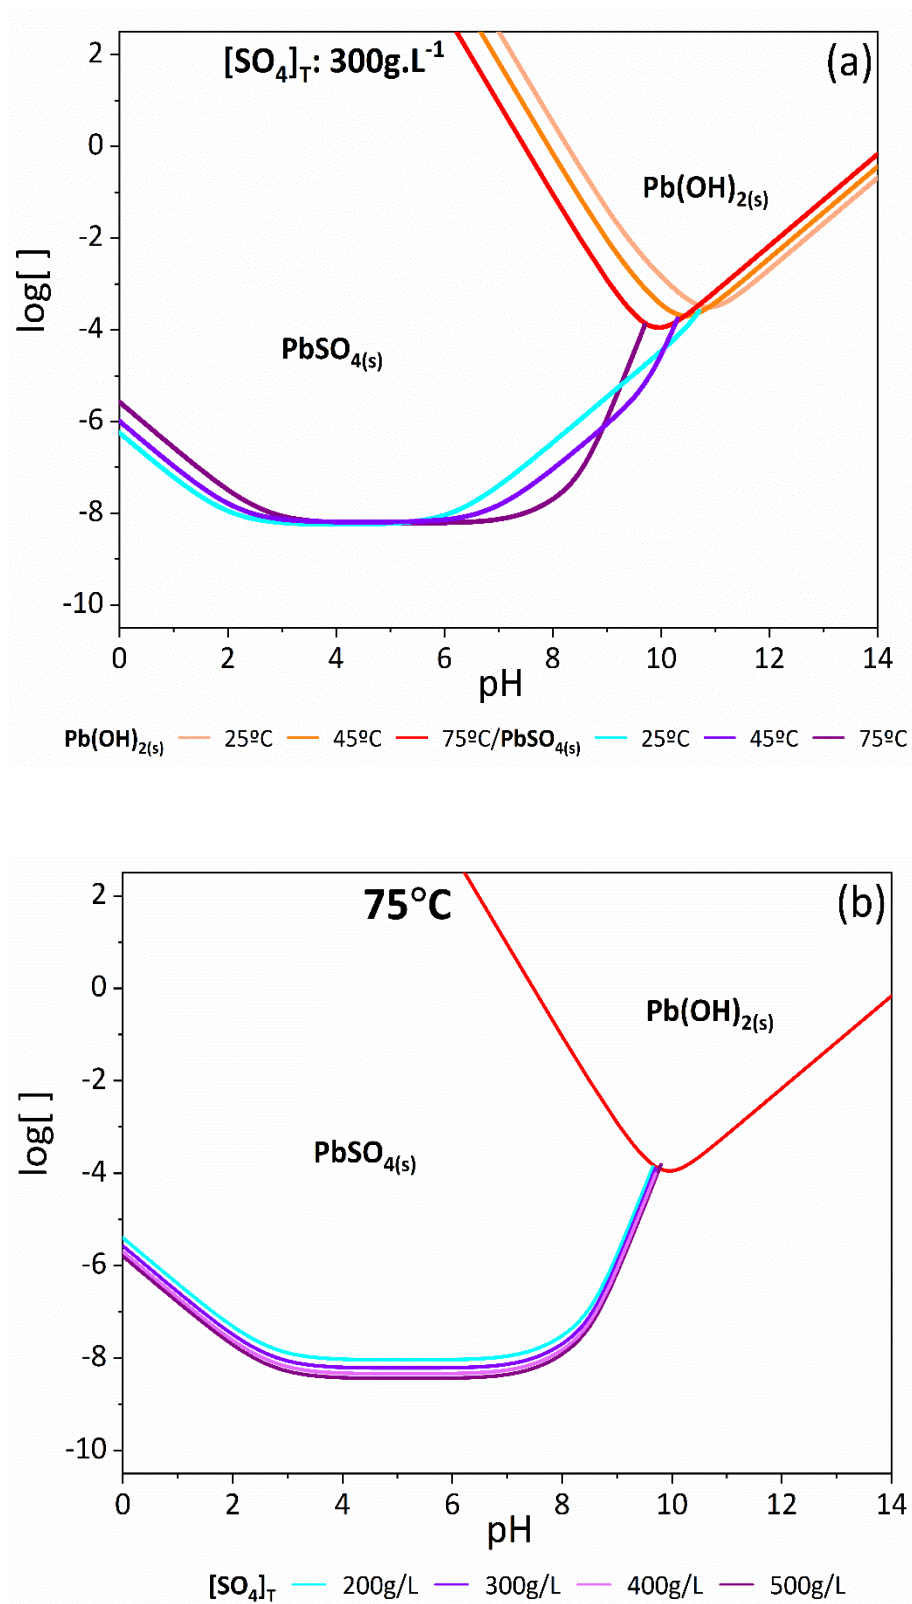 [SO₄]T: 300g.L⁻¹
(a)
2
0
-2
-4
-6
-8
-10
log[ ]
Pb(OH)₂(s)
PbSO₄(s)
0 2 4 6 8 10 12 14
pH
Pb(OH)₂(s) 25ºC 45ºC 75ºC/PbSO₄(s) 25ºC 45ºC 75ºC
75°C
(b)
2
0
-2
-4
-6
-8
-10
log[ ]
Pb(OH)₂(s)
PbSO₄(s)
0 2 4 6 8 10 12 14
pH
[SO₄]T 200g/L 300g/L 400g/L 500g/L